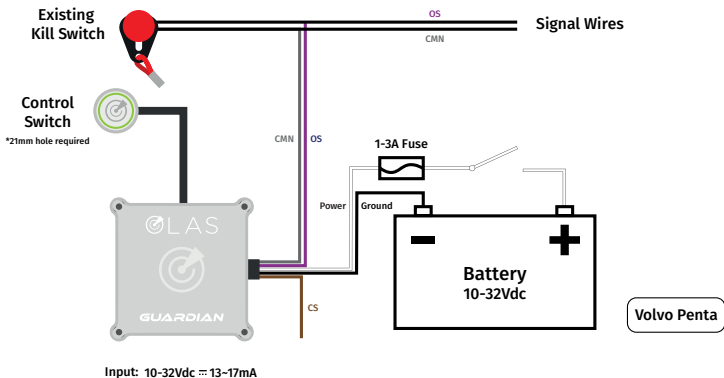 Existing
Kill Switch
OS
Signal Wires
CMN
Control
Switch
*21mm hole required
CMN
OS
1-3A Fuse
Power
Ground
OLAS
GUARDIAN
CS
Battery
10-32Vdc
Volvo Penta
Input: 10-32Vdc ⎓ 13~17mA